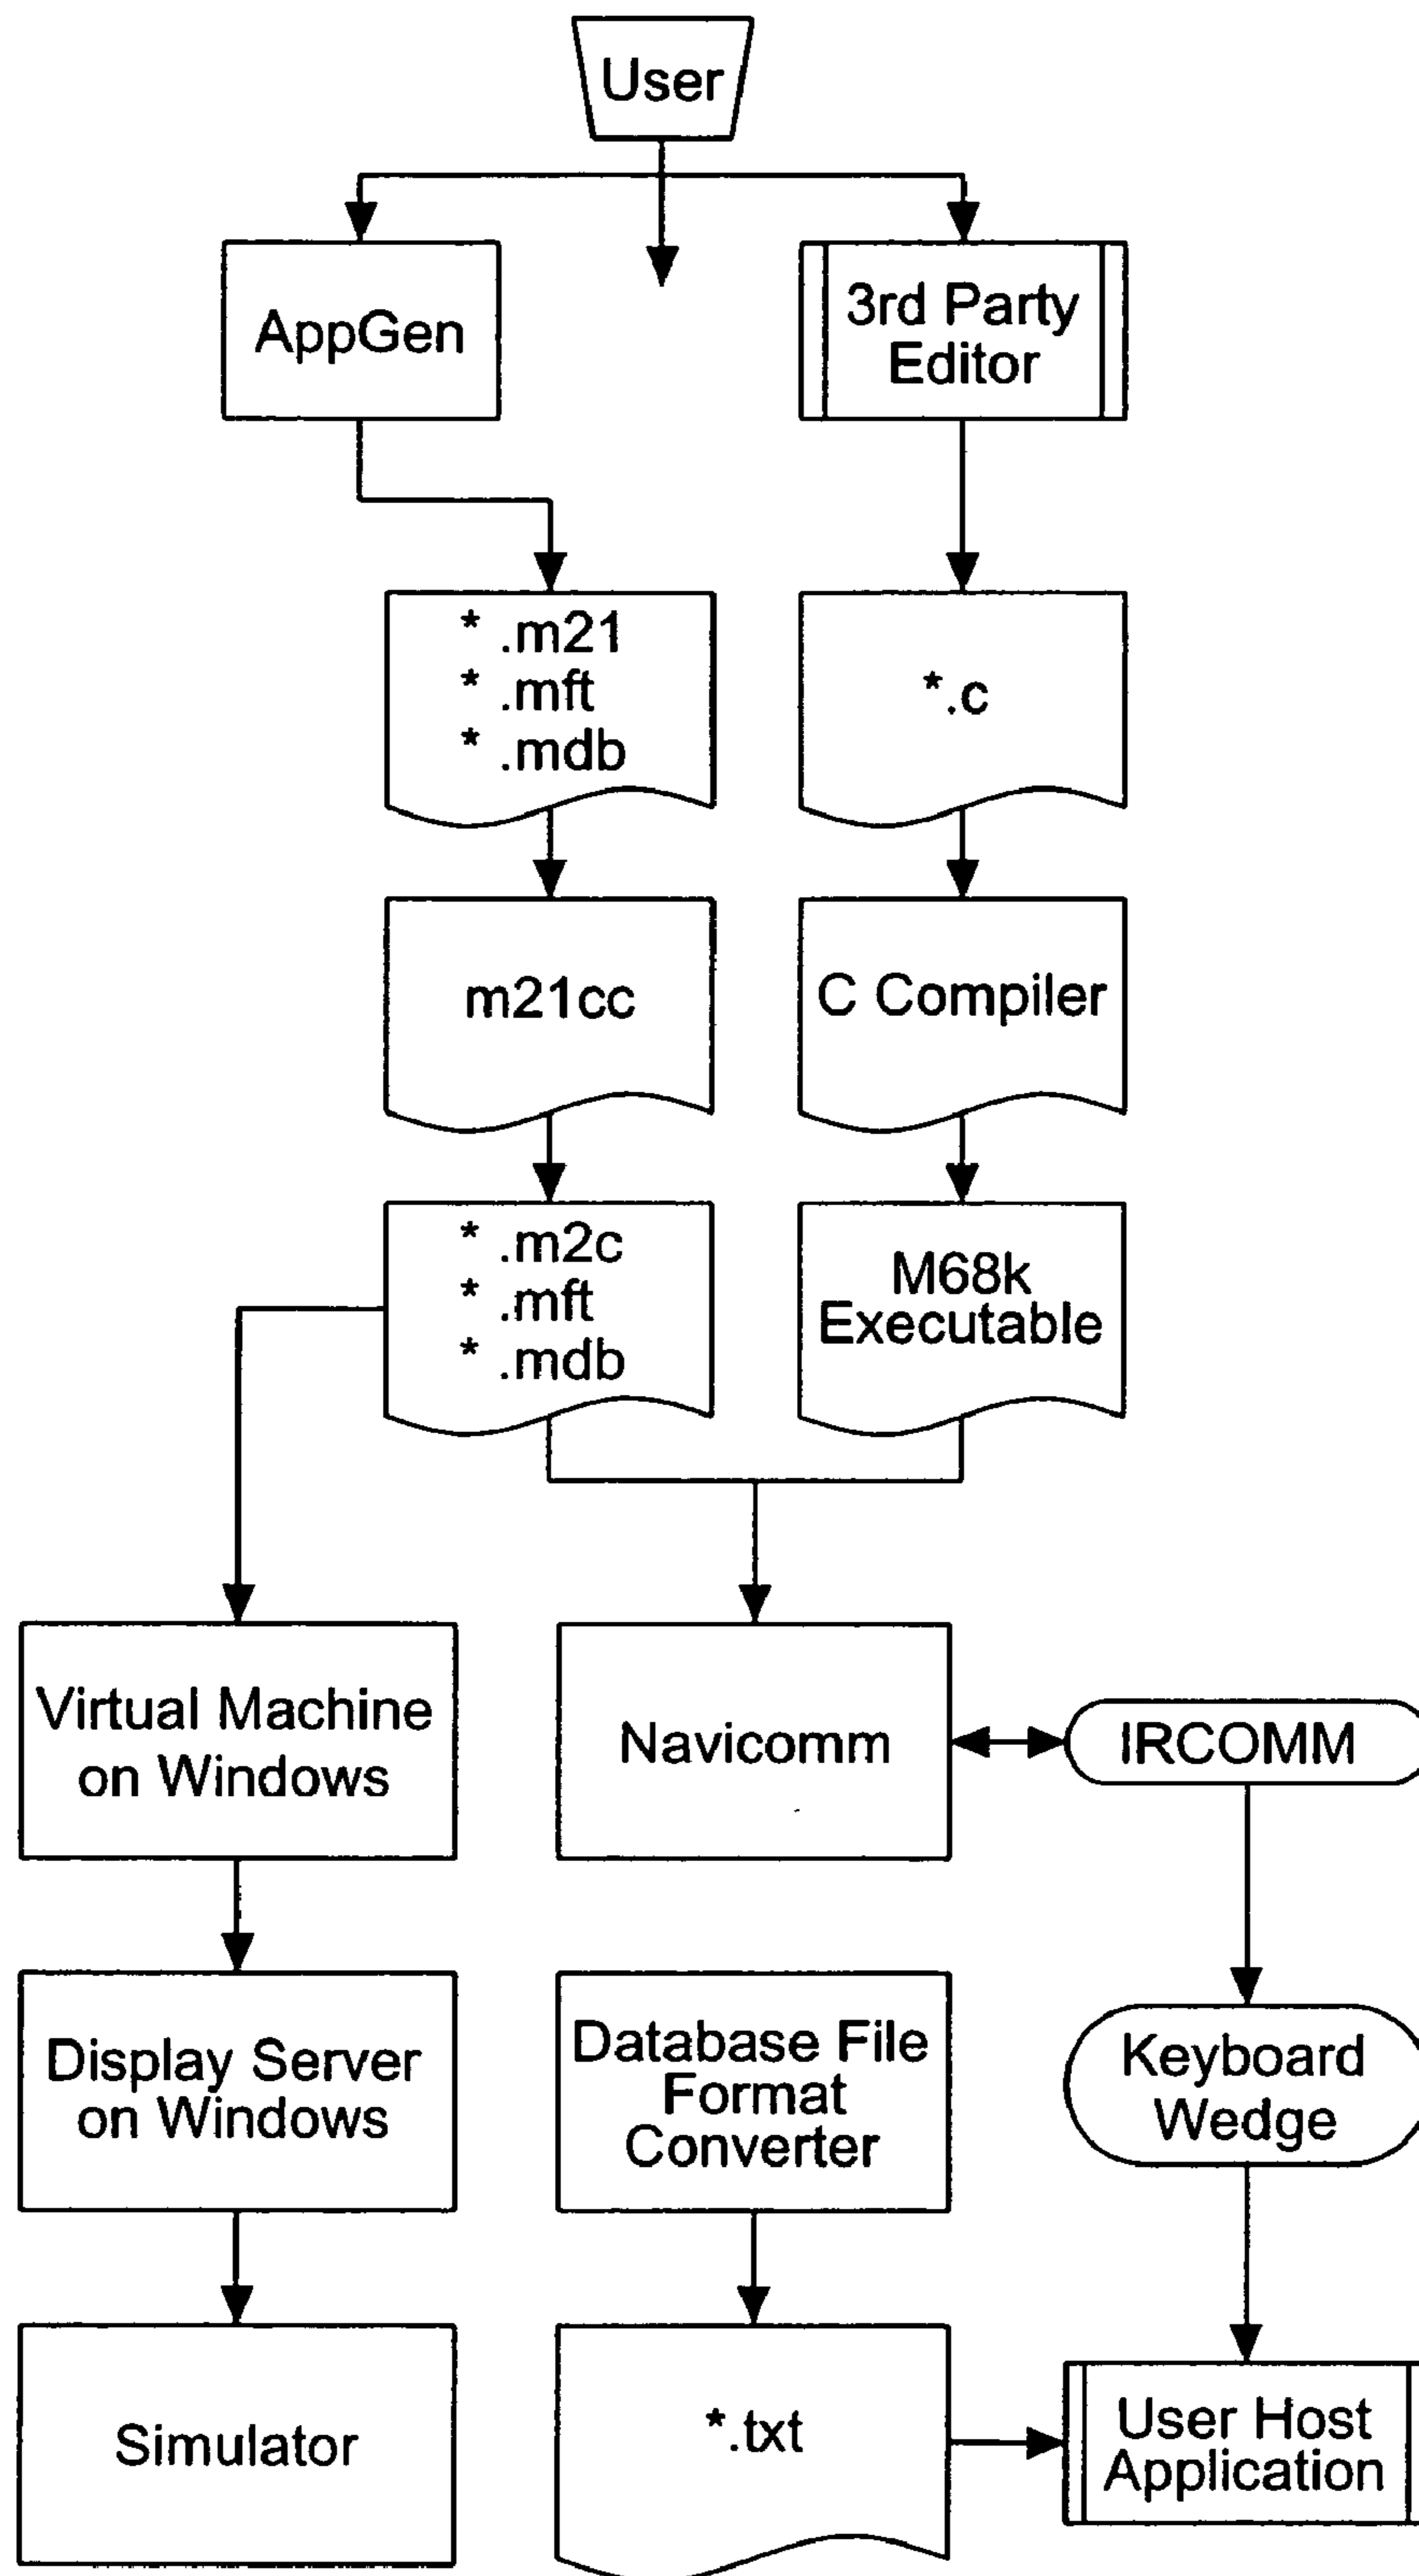 User
AppGen
3rd Party
Editor
* .m21
* .mft
* .mdb
*.c
m21cc
C Compiler
* .m2c
* .mft
* .mdb
M68k
Executable
Virtual Machine
on Windows
Navicomm
IRCOMM
Display Server
on Windows
Database File
Format
Converter
Keyboard
Wedge
Simulator
*.txt
User Host
Application